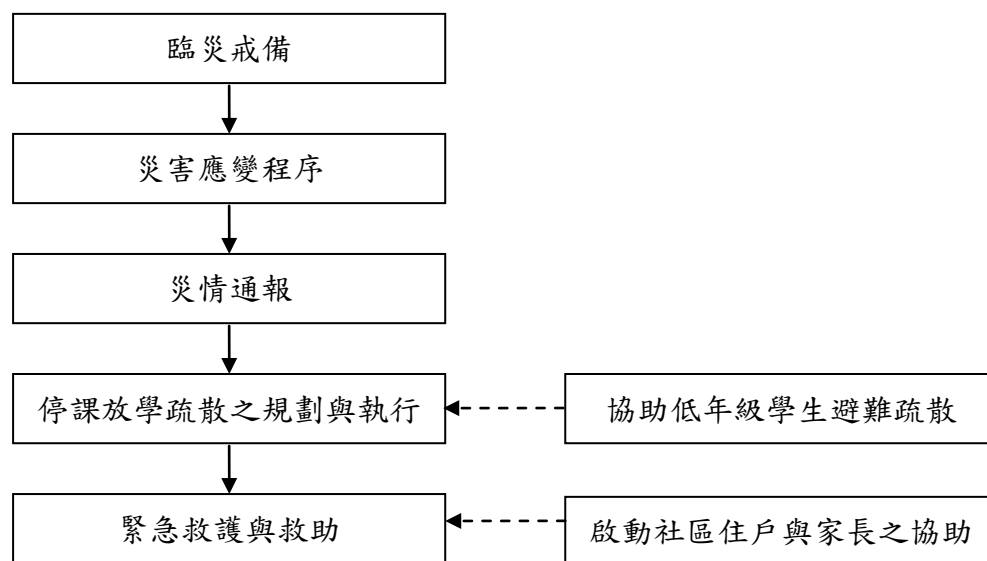 臨災戒備
災害應變程序
災情通報
停課放學疏散之規劃與執行
協助低年級學生避難疏散
緊急救護與救助
啟動社區住戶與家長之協助